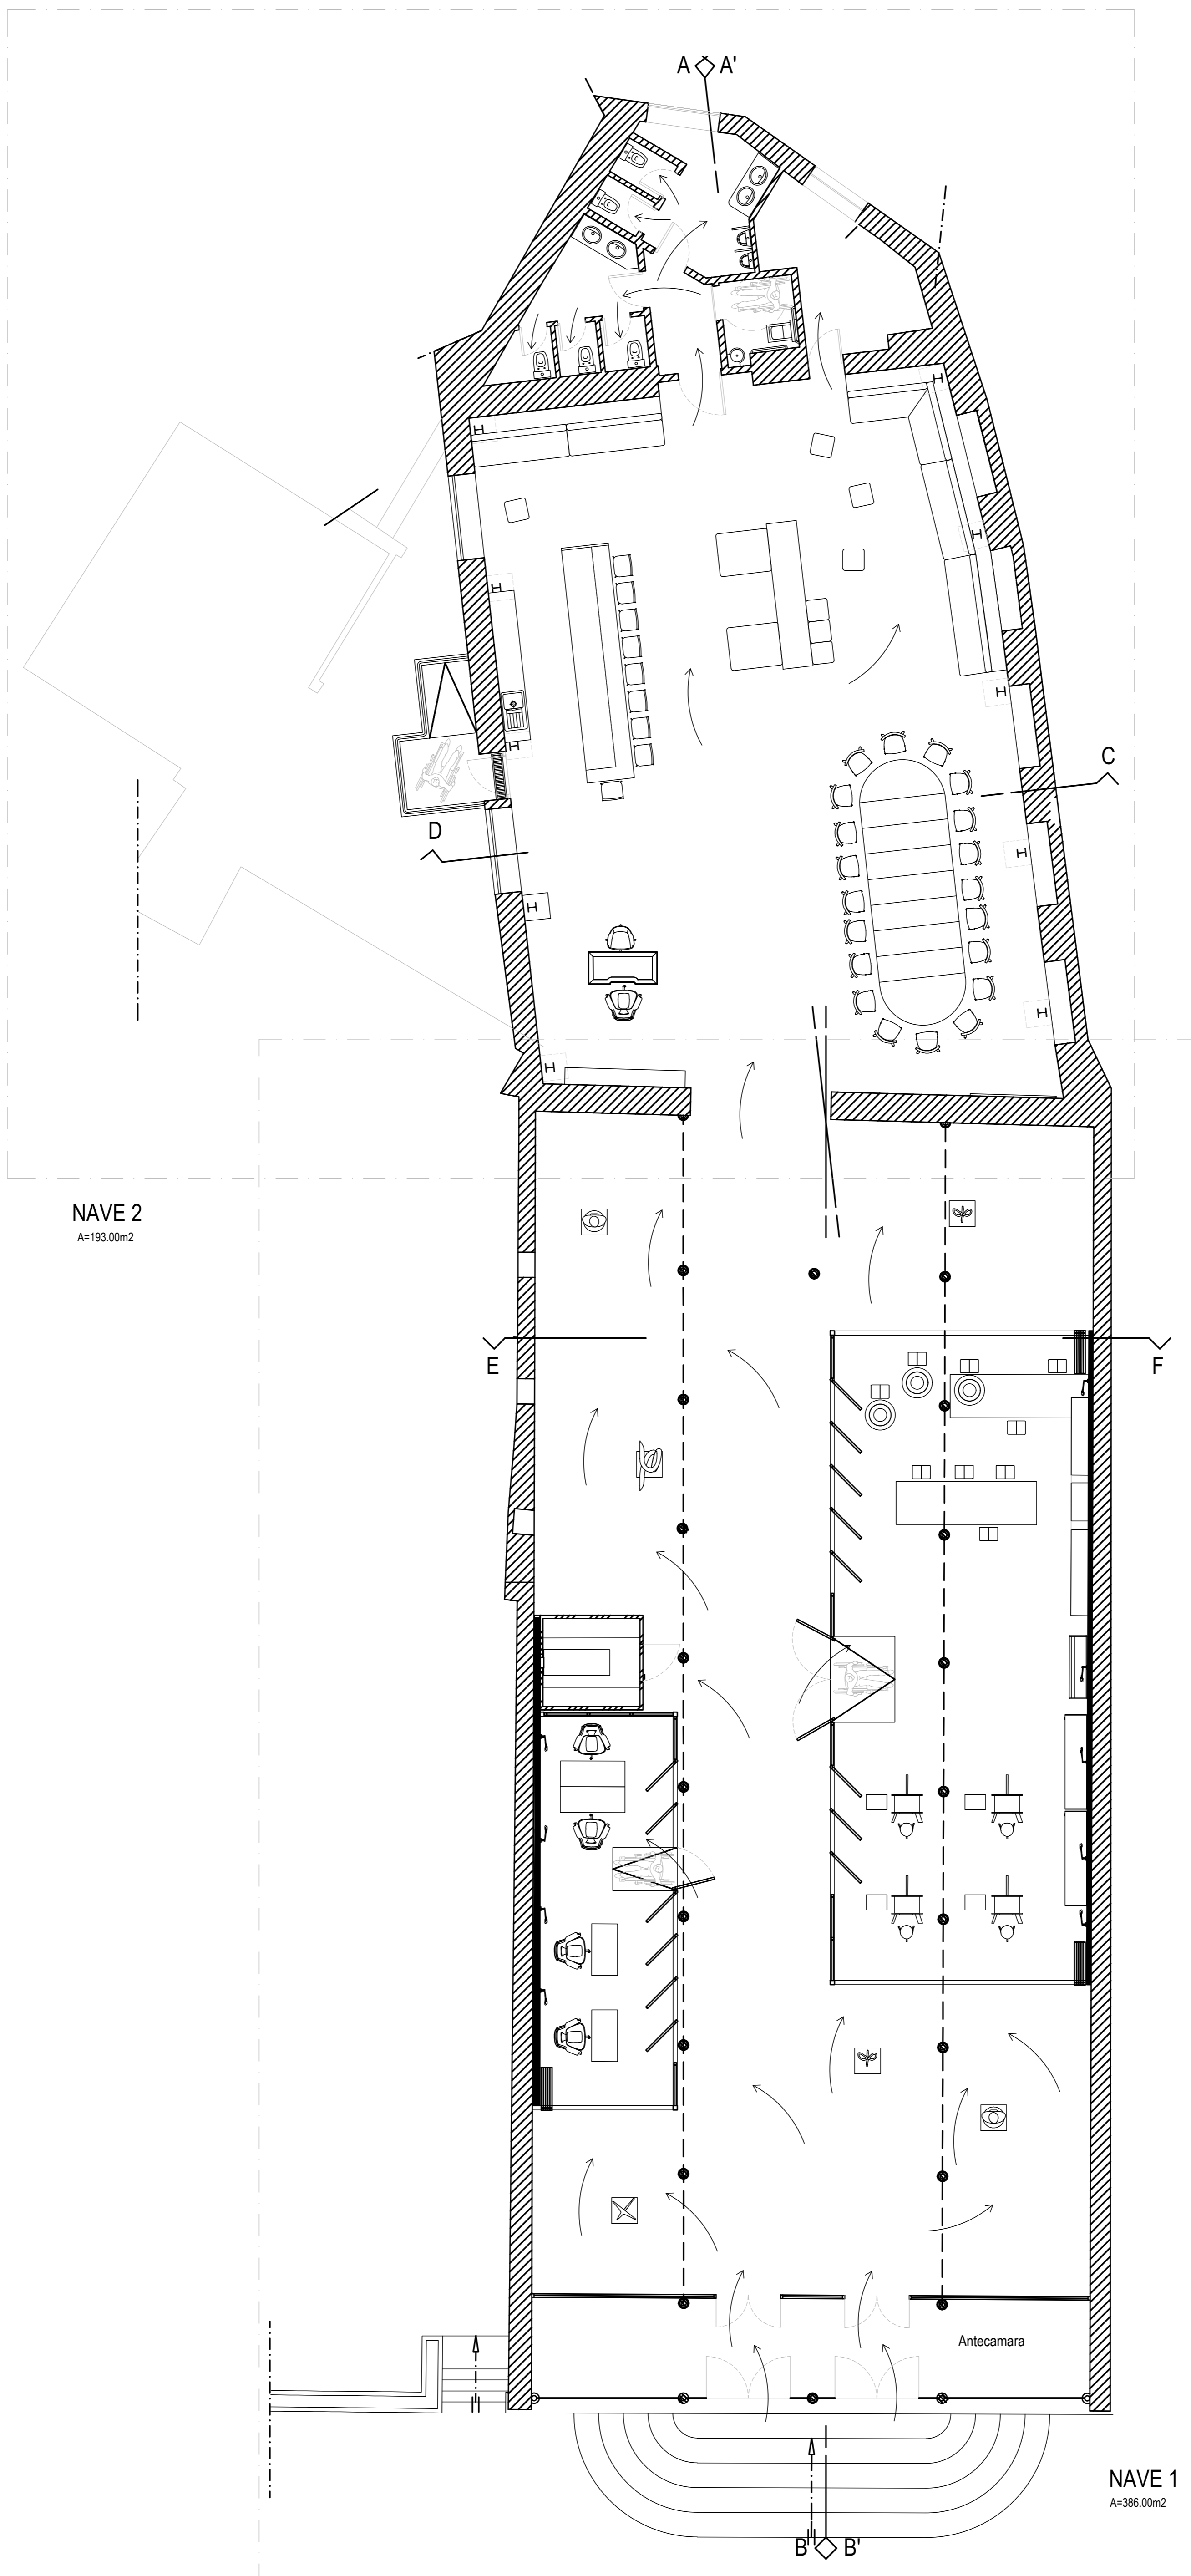 A A'
H
H
H
H
H
C
H
D
H
H
H
H
NAVE 2
A=193.00m2
E
F
Antecamara
NAVE 1
A=386.00m2
B B'